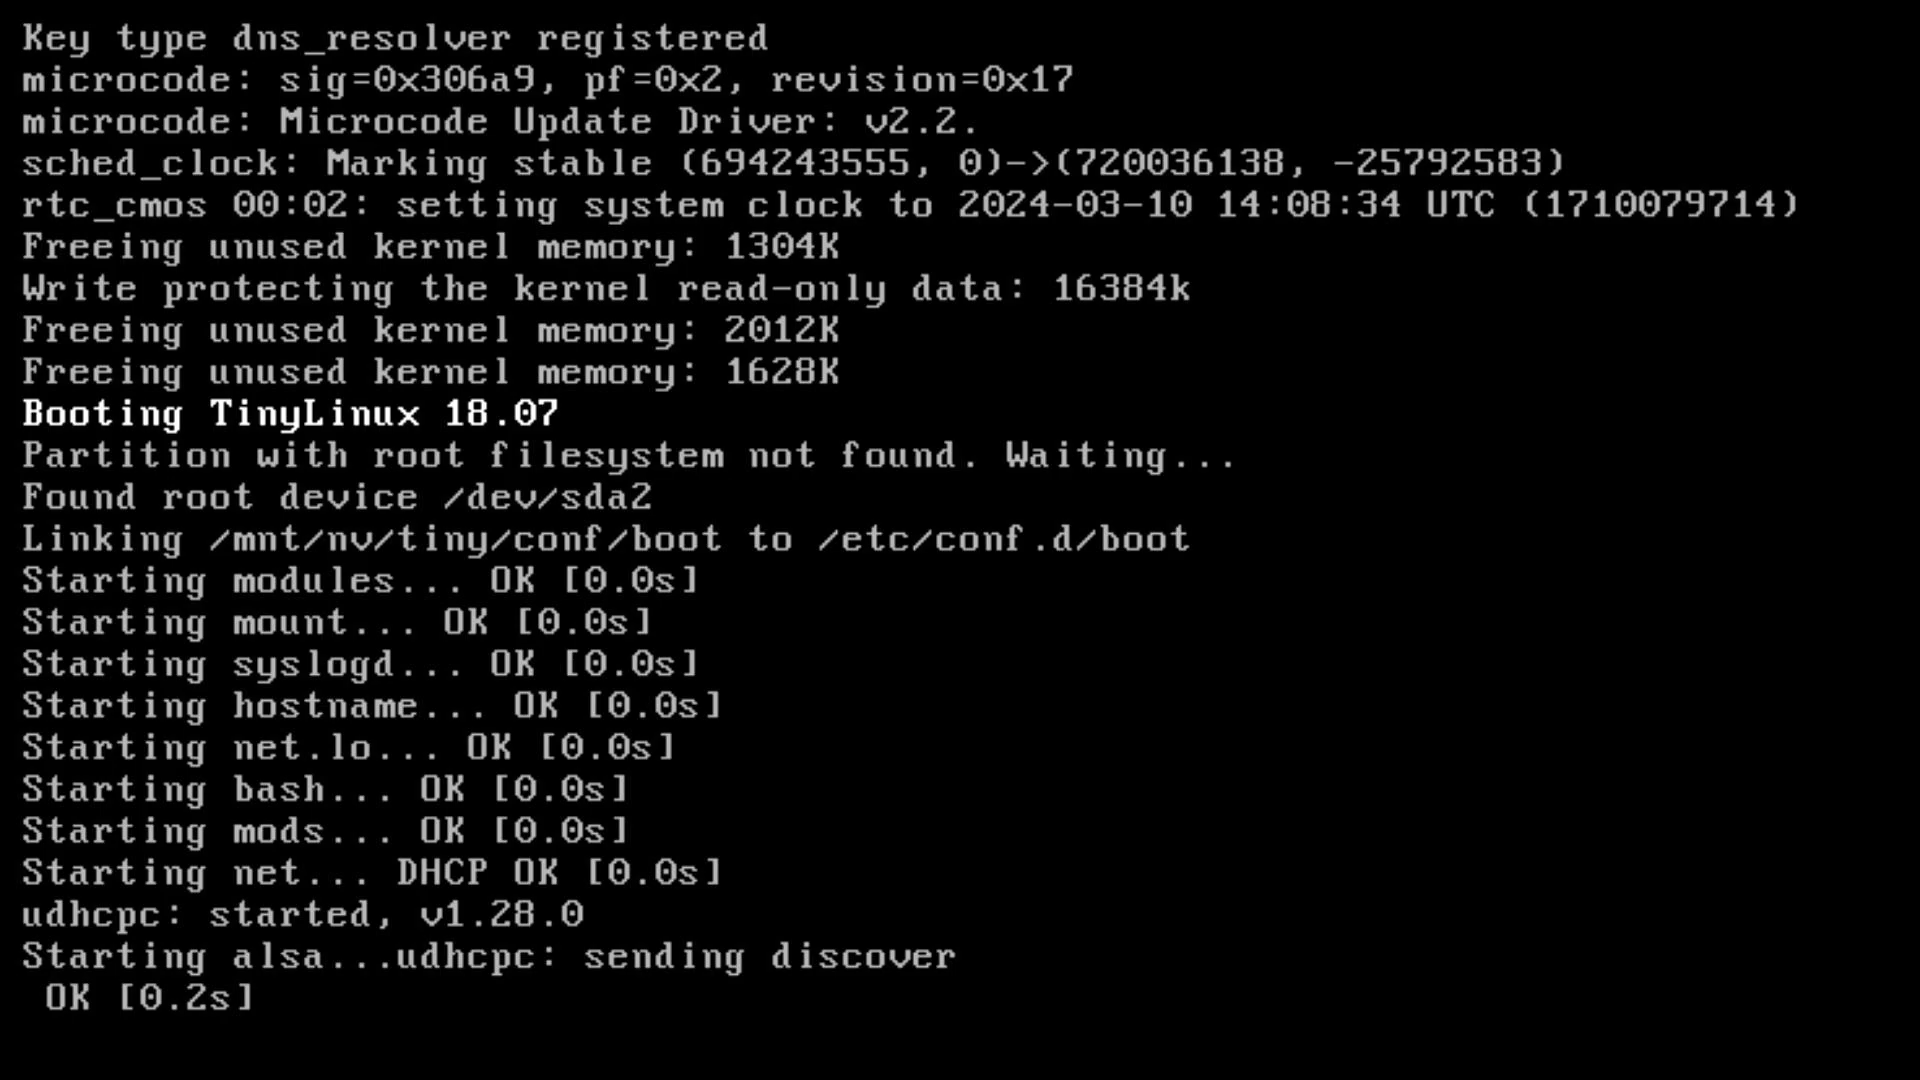 Key type dns_resolver registered
microcode: sig=0x306a9, pf=0x2, revision=0x17
microcode: Microcode Update Driver: v2.2.
sched_clock: Marking stable (694243555, 0)->(720036138, -25792583)
rtc_cmos 00:02: setting system clock to 2024-03-10 14:08:34 UTC (1710079714)
Freeing unused kernel memory: 1304K
Write protecting the kernel read-only data: 16384k
Freeing unused kernel memory: 2012K
Freeing unused kernel memory: 1628K
Booting TinyLinux 18.07
Partition with root filesystem not found. Waiting...
Found root device /dev/sda2
Linking /mnt/nv/tiny/conf/boot to /etc/conf.d/boot
Starting modules... OK [0.0s]
Starting mount... OK [0.0s]
Starting syslogd... OK [0.0s]
Starting hostname... OK [0.0s]
Starting net.lo... OK [0.0s]
Starting bash... OK [0.0s]
Starting mods... OK [0.0s]
Starting net... DHCP OK [0.0s]
udhcpc: started, v1.28.0
Starting alsa...udhcpc: sending discover
 OK [0.2s]